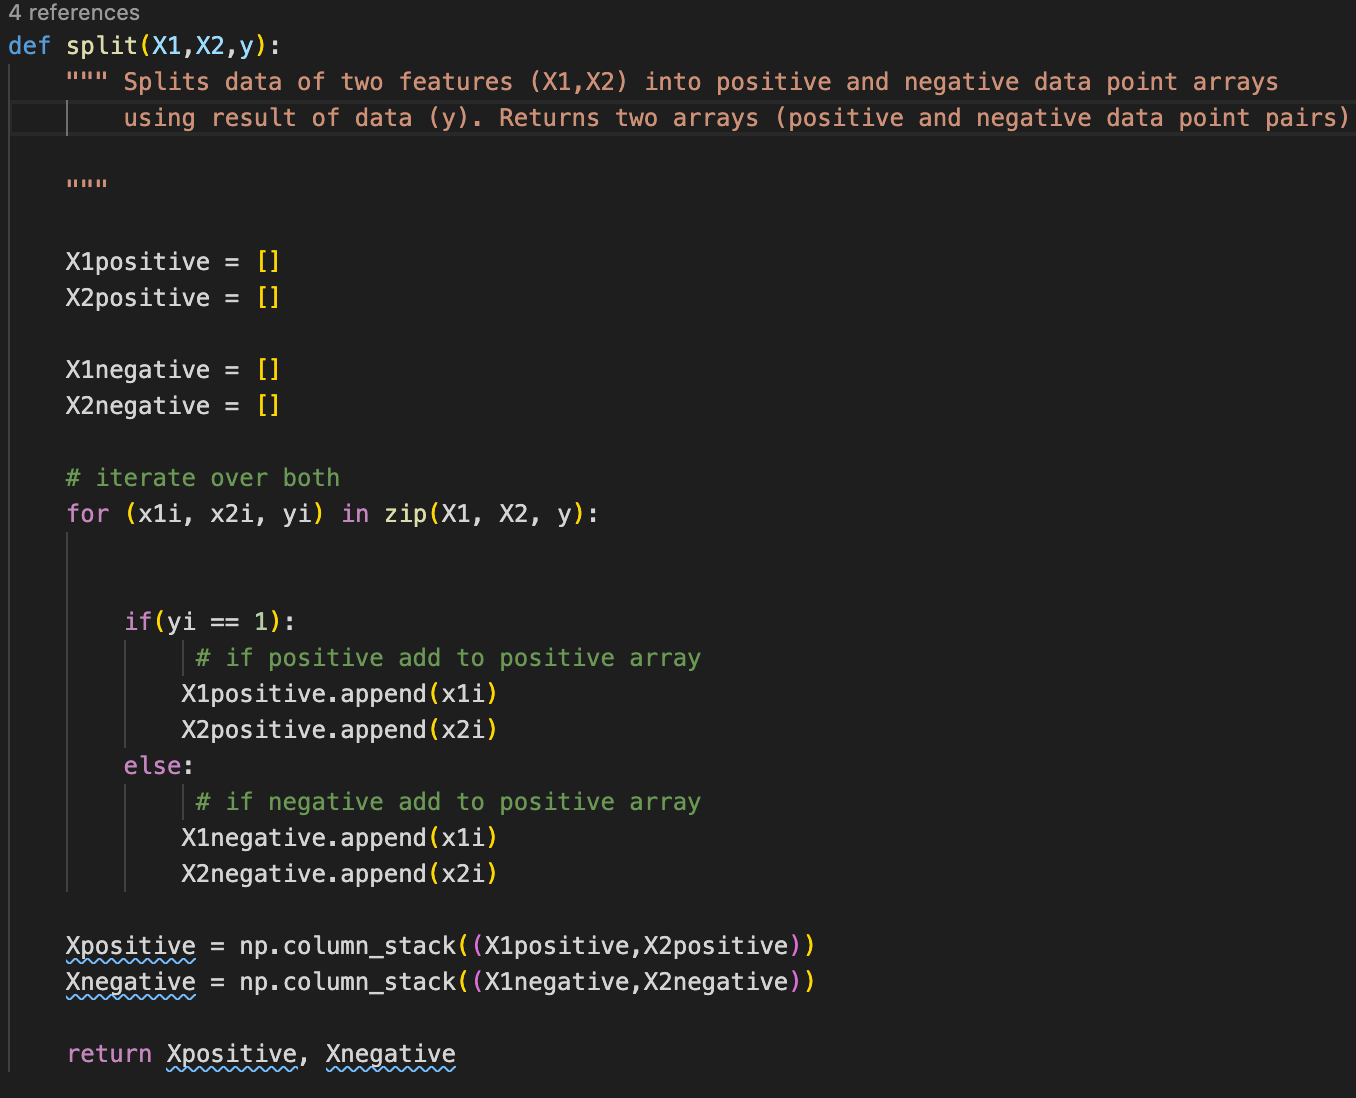 4 references
def split(X1,X2,y):
    """ Splits data of two features (X1,X2) into positive and negative data point arrays
        using result of data (y). Returns two arrays (positive and negative data point pairs)
    """
    X1positive = []
    X2positive = []
    X1negative = []
    X2negative = []
    # iterate over both
    for (x1i, x2i, yi) in zip(X1, X2, y):
        if(yi == 1):
             # if positive add to positive array
            X1positive.append(x1i)
            X2positive.append(x2i)
        else:
             # if negative add to positive array
            X1negative.append(x1i)
            X2negative.append(x2i)
    Xpositive = np.column_stack((X1positive,X2positive))
    Xnegative = np.column_stack((X1negative,X2negative))
    return Xpositive, Xnegative